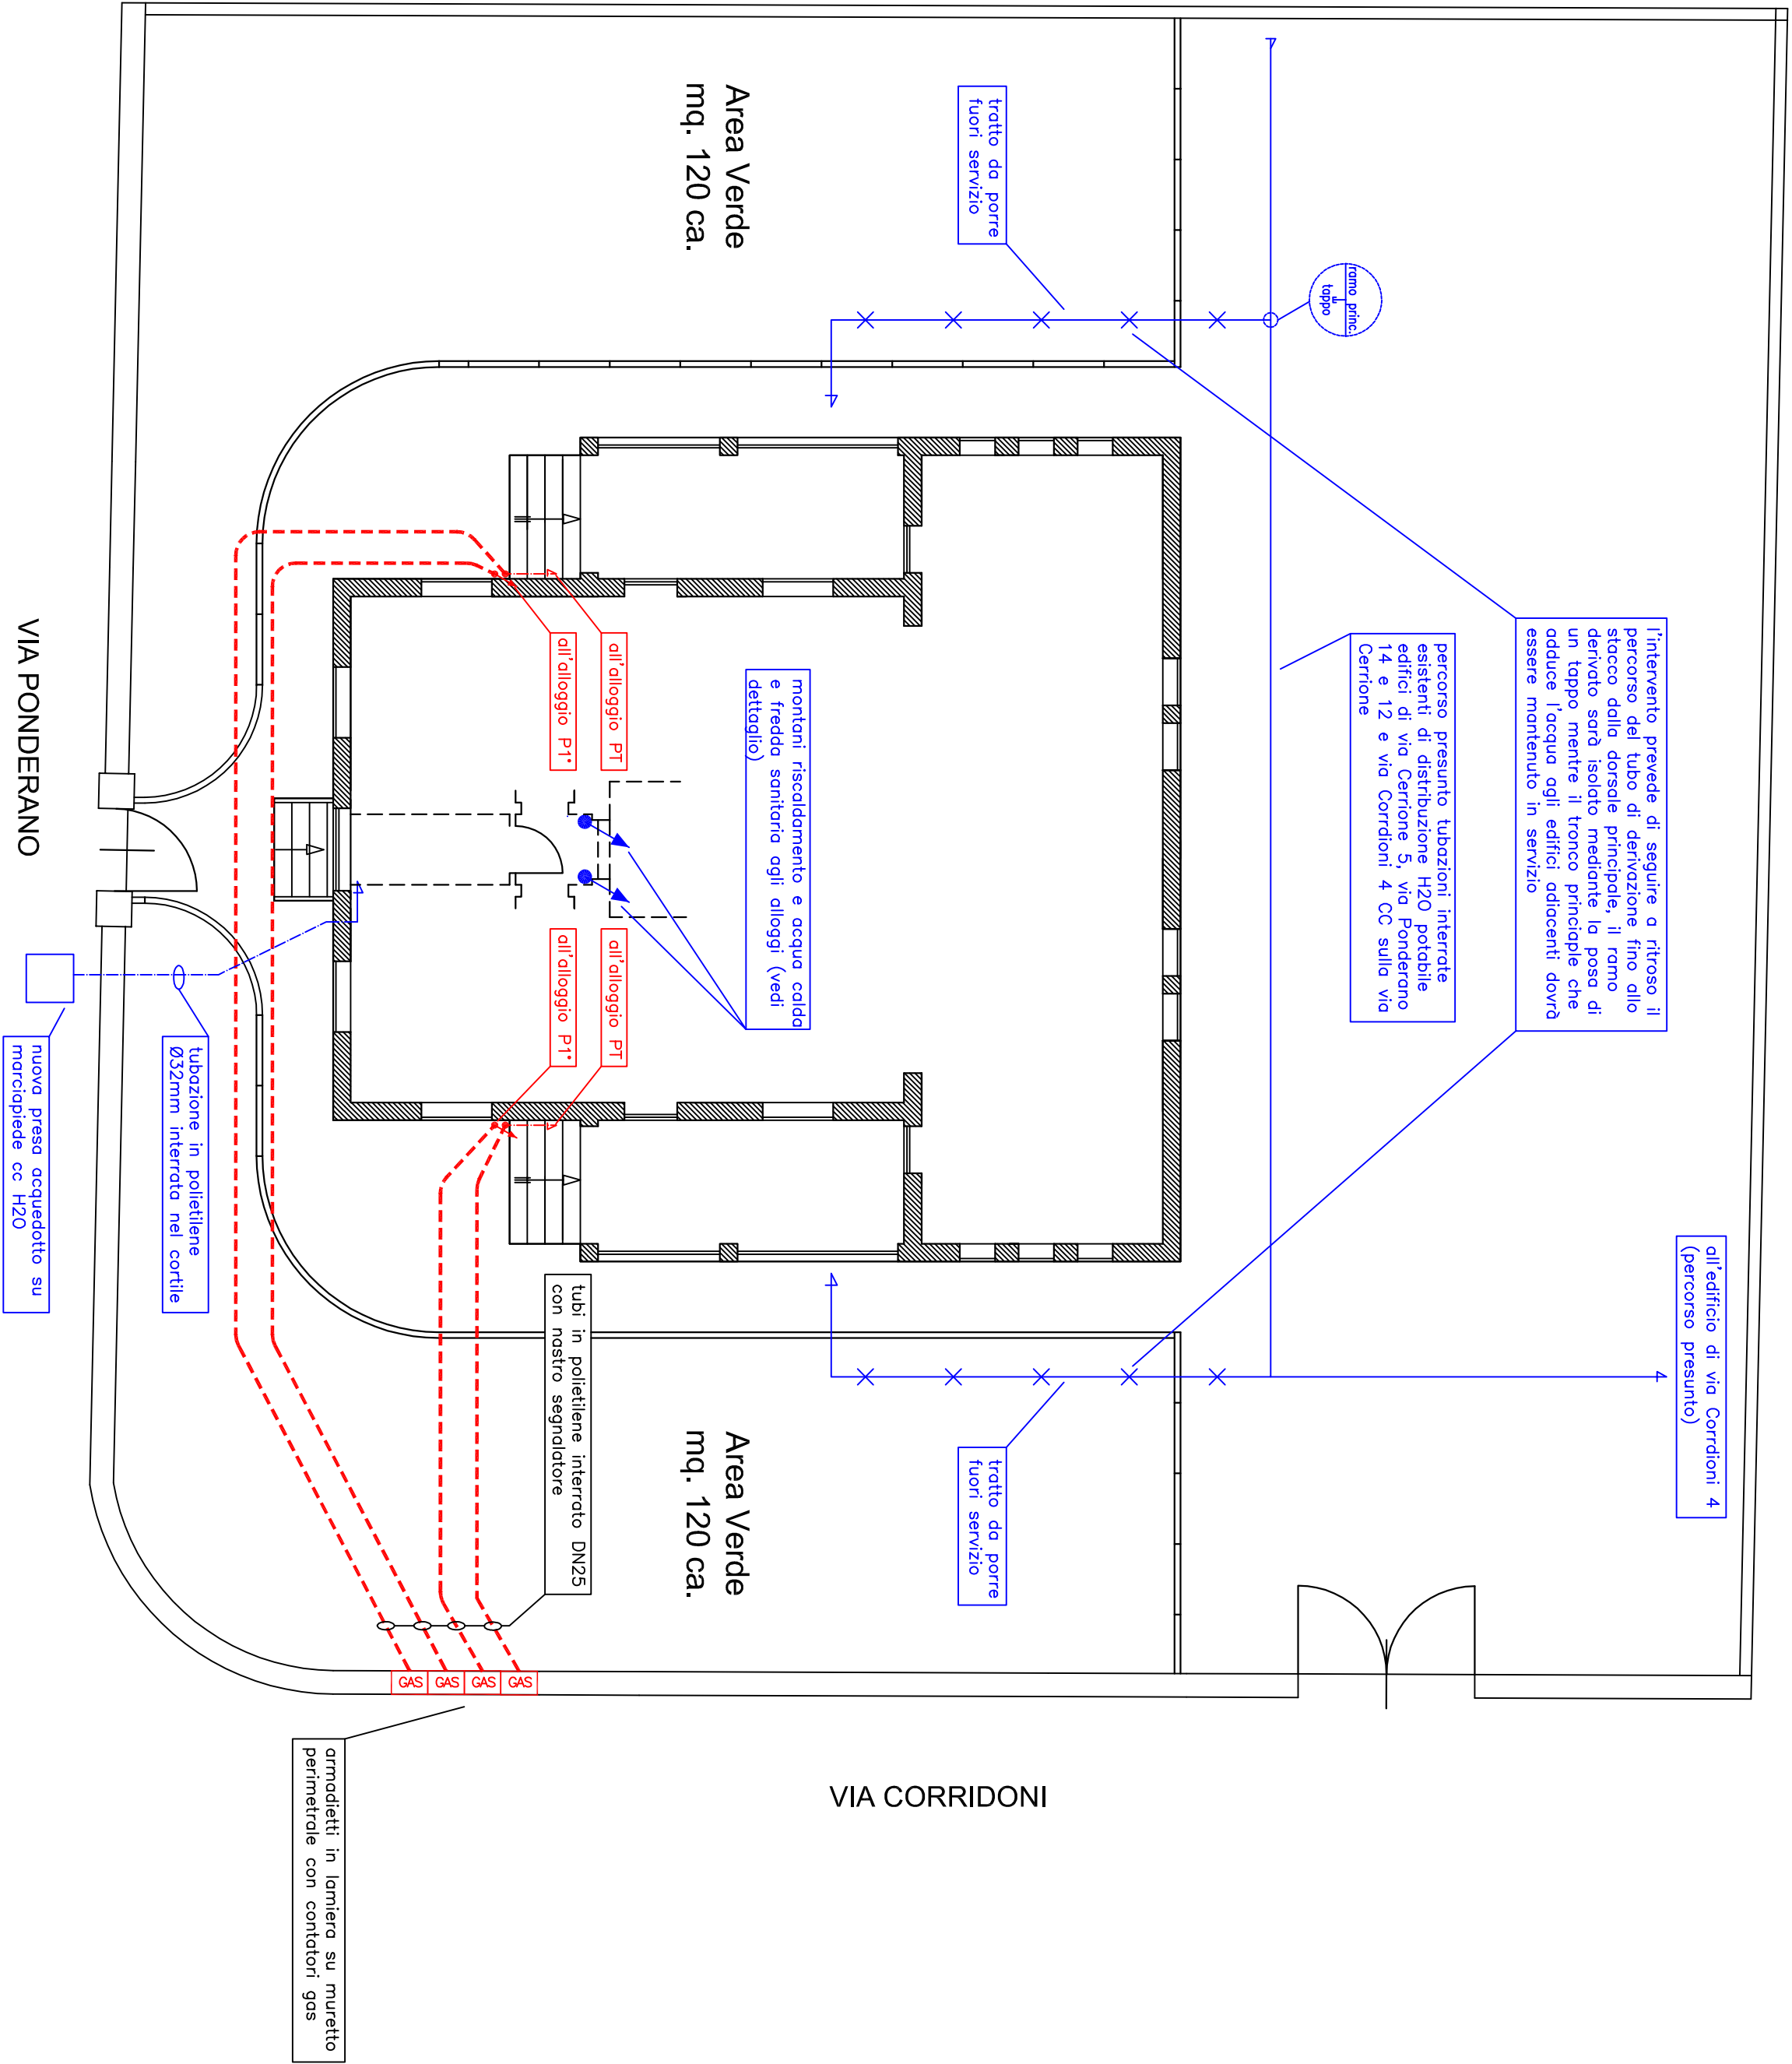 l'intervento prevede di seguire a ritroso il
percorso del tubo di derivazione fino allo
stacco dalla dorsale principale, il ramo
derivato sarà isolato mediante la posa di
un tappo mentre il tronco princiaple che
adduce l'acqua agli edifici adiacenti dovrà
essere mantenuto in servizio
all'edificio di via Corrdioni 4
(percorso presunto)
percorso presunto tubazioni interrate
esistenti di distribuzione H20 potabile
edifici di via Cerrione 5, via Ponderano
14 e 12 e via Corrdioni 4 CC sulla via
Cerrione
ramo princ.
tappo
tratto da porre
fuori servizio
tratto da porre
fuori servizio
Area Verde
mq. 120 ca.
montani riscaldamento e acqua calda
e fredda sanitaria agli alloggi (vedi
dettaglio)
Area Verde
mq. 120 ca.
all'alloggio PT
all'alloggio P1°
all'alloggio PT
all'alloggio P1°
tubi in polietilene interrato DN25
con nastro segnalatore
GAS
GAS
GAS
GAS
armadietti in lamiera su muretto
perimetrale con contatori gas
tubazione in polietilene
Ø32mm interrata nel cortile
nuova presa acquedotto su
marciapiede cc H20
VIA PONDERANO
VIA CORRIDONI